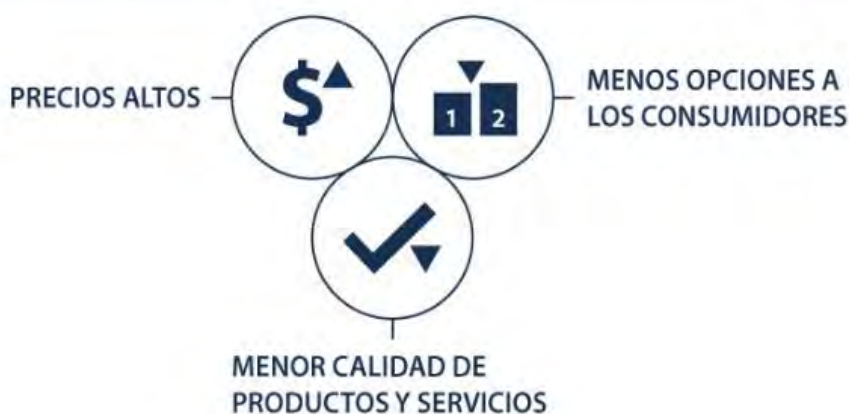 PRECIOS ALTOS
$
1 2
MENOS OPCIONES A
LOS CONSUMIDORES
MENOR CALIDAD DE
PRODUCTOS Y SERVICIOS